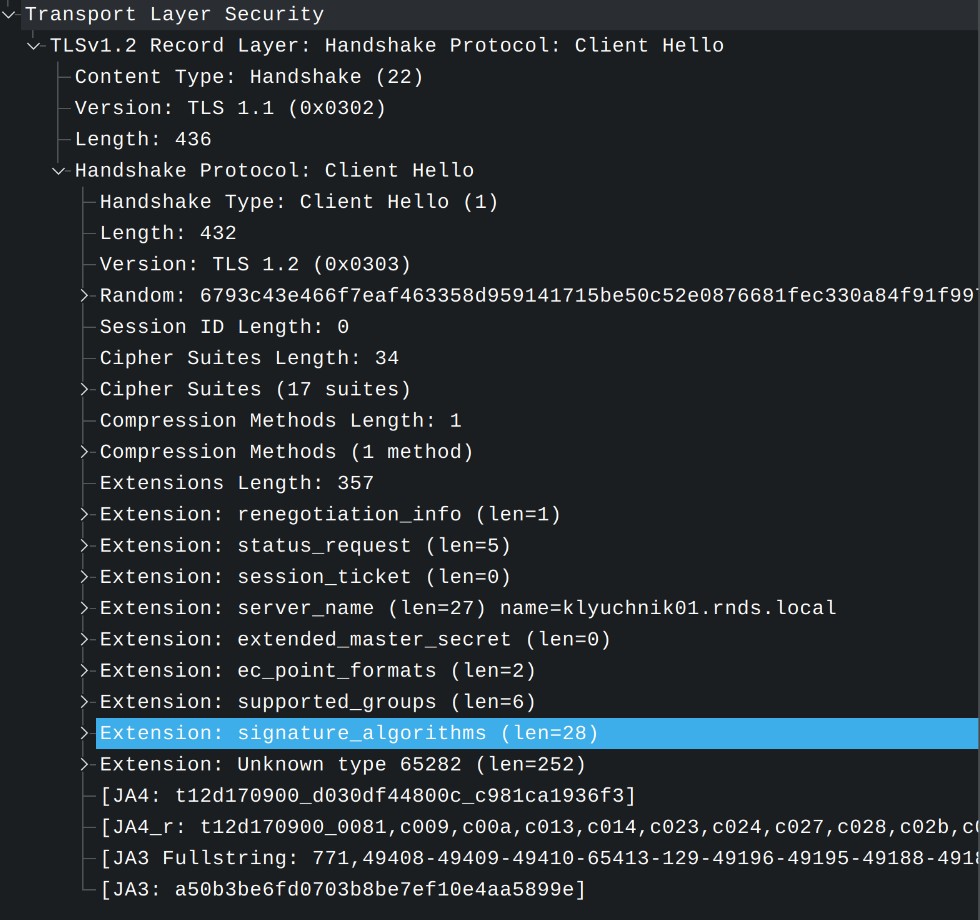 Transport Layer Security
TLSv1.2 Record Layer: Handshake Protocol: Client Hello
Content Type: Handshake (22)
Version: TLS 1.1 (0x0302)
Length: 436
Handshake Protocol: Client Hello
Handshake Type: Client Hello (1)
Length: 432
Version: TLS 1.2 (0x0303)
Random: 6793c43e466f7eaf463358d959141715be50c52e0876681fec330a84f91f99
Session ID Length: 0
Cipher Suites Length: 34
Cipher Suites (17 suites)
Compression Methods Length: 1
Compression Methods (1 method)
Extensions Length: 357
Extension: renegotiation_info (len=1)
Extension: status_request (len=5)
Extension: session_ticket (len=0)
Extension: server_name (len=27) name=klyuchnik01.rnds.local
Extension: extended_master_secret (len=0)
Extension: ec_point_formats (len=2)
Extension: supported_groups (len=6)
Extension: signature_algorithms (len=28)
Extension: Unknown type 65282 (len=252)
[JA4: t12d170900_d030df44800c_c981ca1936f3]
[JA4_r: t12d170900_0081,c009,c00a,c013,c014,c023,c024,c027,c028,c02b,c
[JA3 Fullstring: 771,49408-49409-49410-65413-129-49196-49195-49188-491
[JA3: a50b3be6fd0703b8be7ef10e4aa5899e]